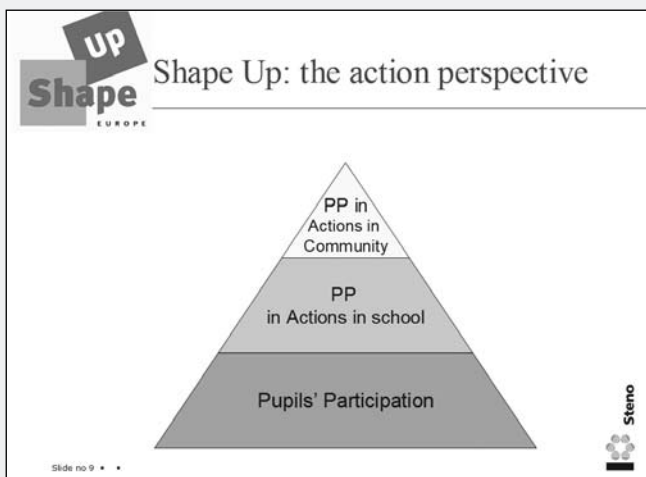 Up
Shape
EUROPE
Shape Up: the action perspective
PP in
Actions in
Community
PP
in Actions in school
Pupils' Participation
Steno
Slide no 9 • •